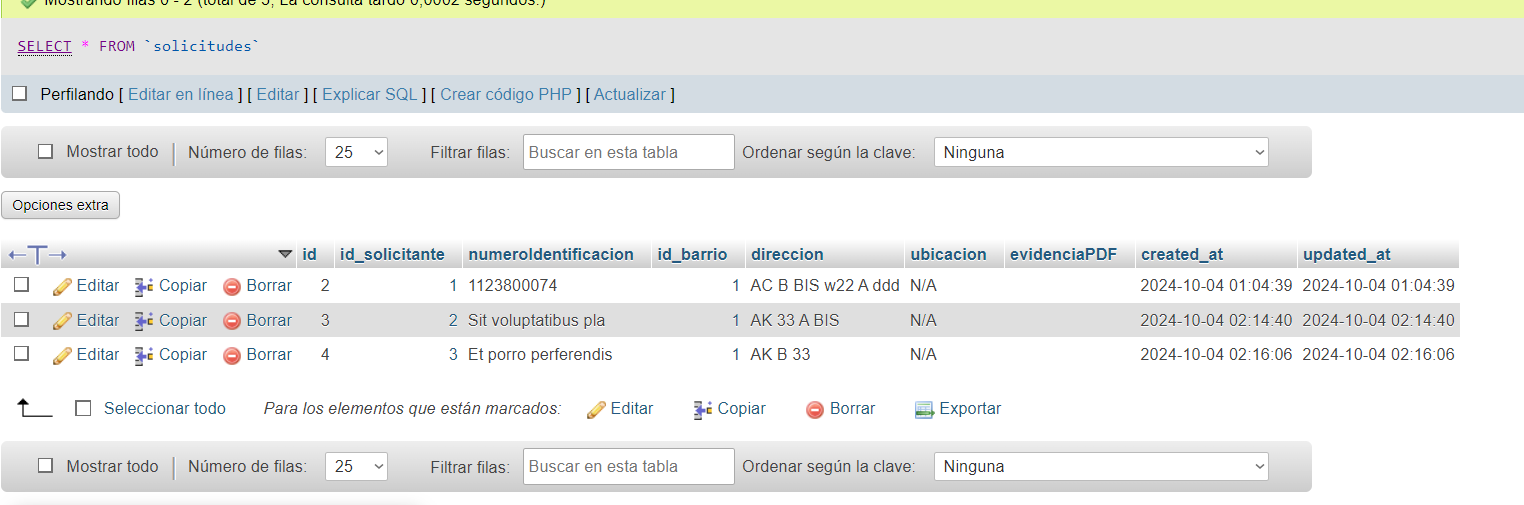 Mostrando filas 0 - 2 (total de 3, La consulta tardó 0,0002 segundos.)
SELECT * FROM `solicitudes`
Perfilando [ Editar en línea ] [ Editar ] [ Explicar SQL ] [ Crear código PHP ] [ Actualizar ]
Mostrar todo | Número de filas: 25 Filtrar filas: Buscar en esta tabla Ordenar según la clave: Ninguna
Opciones extra
←T→ id id_solicitante numeroIdentificacion id_barrio direccion ubicacion evidenciaPDF created_at updated_at
Editar Copiar Borrar 2 1 1123800074 1 AC B BIS w22 A ddd N/A 2024-10-04 01:04:39 2024-10-04 01:04:39
Editar Copiar Borrar 3 2 Sit voluptatibus pla 1 AK 33 A BIS N/A 2024-10-04 02:14:40 2024-10-04 02:14:40
Editar Copiar Borrar 4 3 Et porro perferendis 1 AK B 33 N/A 2024-10-04 02:16:06 2024-10-04 02:16:06
Seleccionar todo Para los elementos que están marcados: Editar Copiar Borrar Exportar
Mostrar todo | Número de filas: 25 Filtrar filas: Buscar en esta tabla Ordenar según la clave: Ninguna